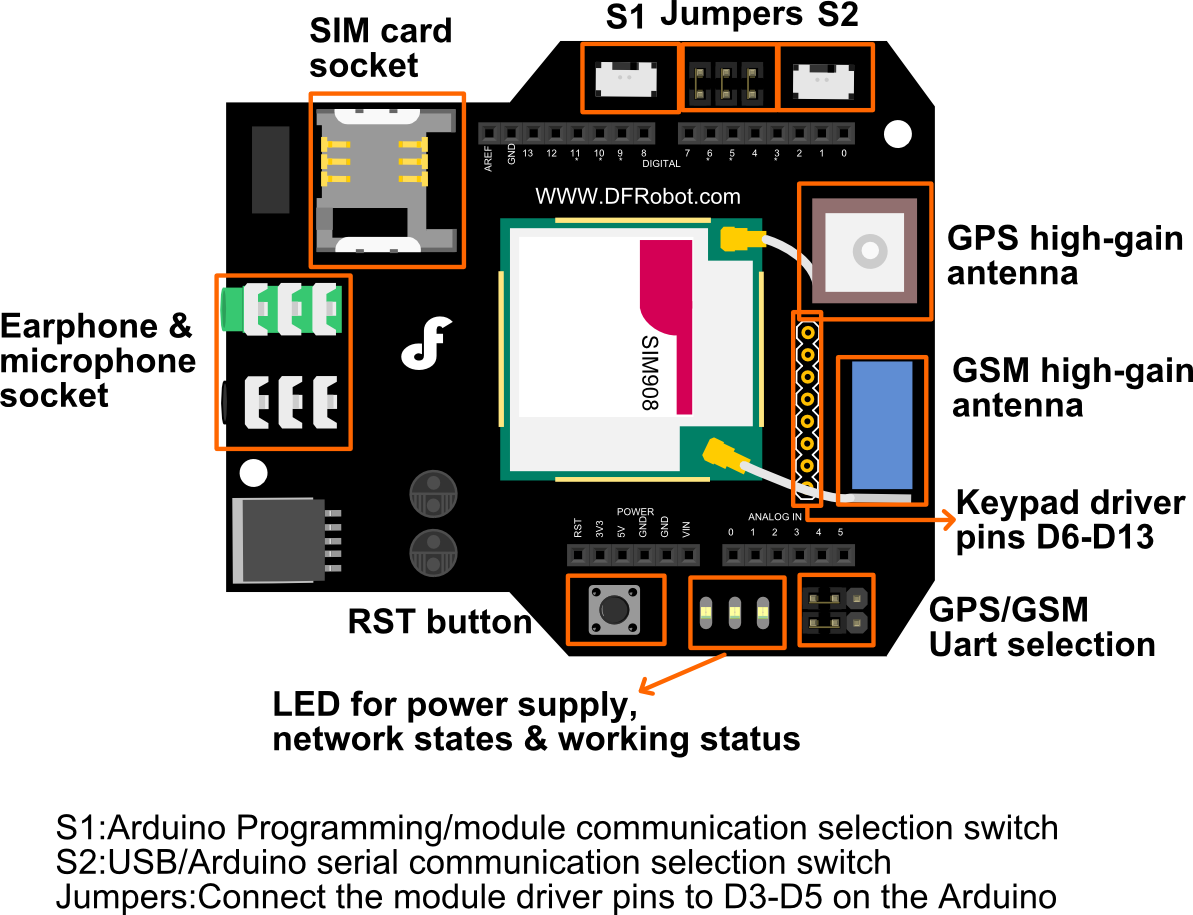 S1 Jumpers S2
SIM card
socket
AREF GND 13 12 11 10 9 8 7 6 5 4 3 2 1 0
* * * * * *
DIGITAL
WWW.DFRobot.com
GPS high-gain
antenna
Earphone &
microphone
socket
SIM908
GSM high-gain
antenna
Keypad driver
pins D6-D13
POWER
RST 3V3 5V GND GND VIN
ANALOG IN
0 1 2 3 4 5
RST button
GPS/GSM
Uart selection
LED for power supply,
network states & working status
S1:Arduino Programming/module communication selection switch
S2:USB/Arduino serial communication selection switch
Jumpers:Connect the module driver pins to D3-D5 on the Arduino